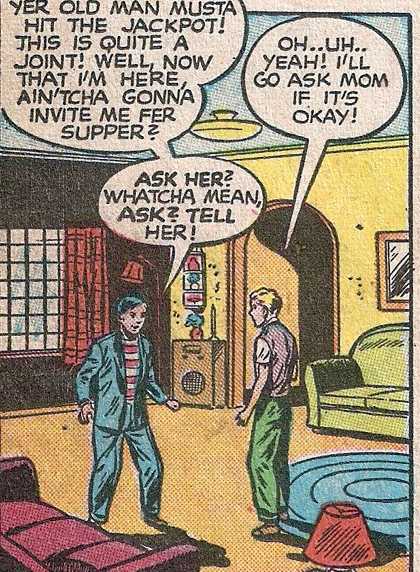 YER OLD MAN MUSTA
HIT THE JACKPOT!
THIS IS QUITE A
JOINT! WELL, NOW
THAT I'M HERE,
AIN'TCHA GONNA
INVITE ME FER
SUPPER?
OH..UH..
YEAH! I'LL
GO ASK MOM
IF IT'S
OKAY!
ASK HER?
WHATCHA MEAN,
ASK? TELL
HER!